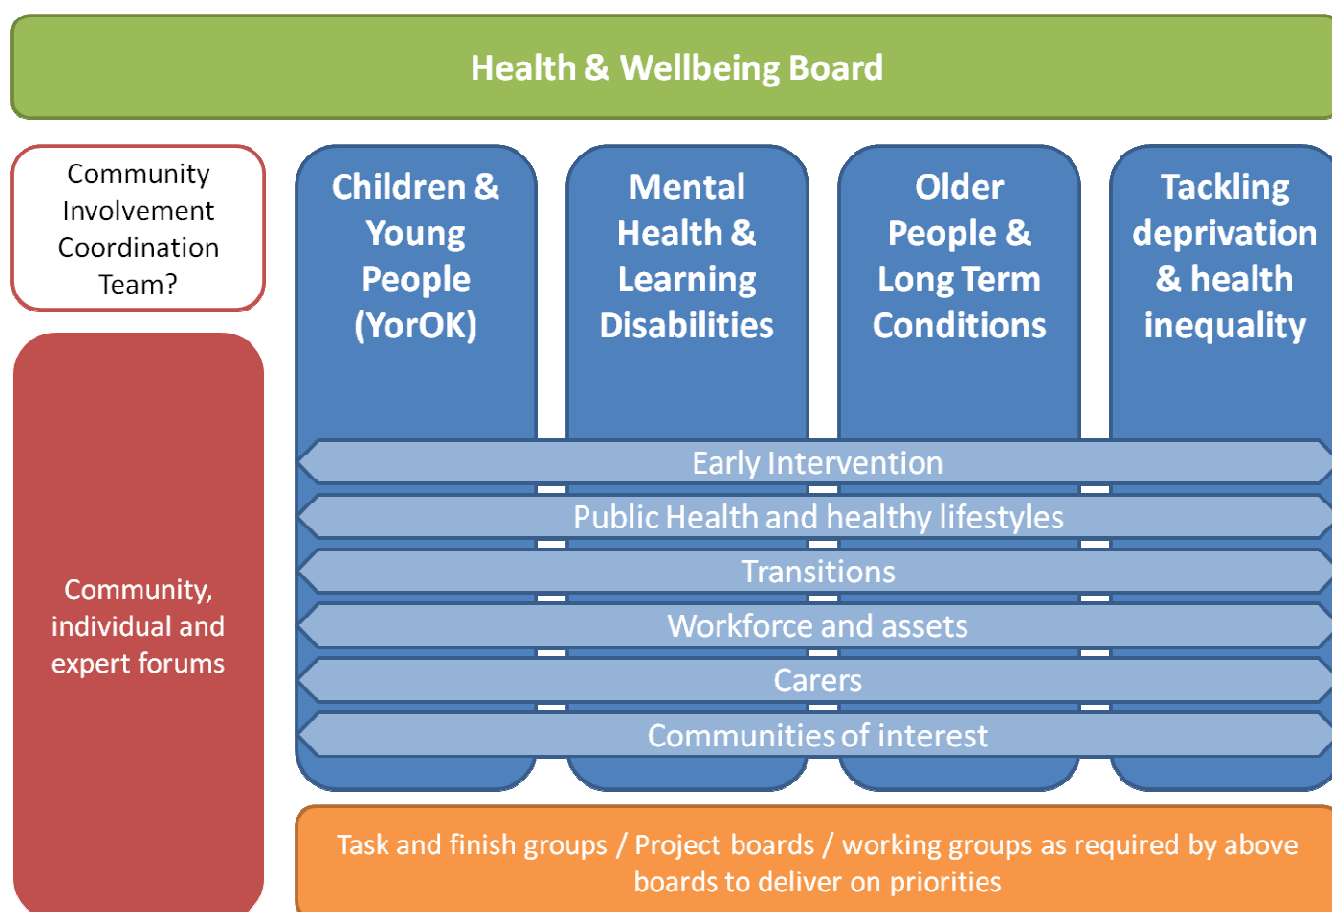 Health & Wellbeing Board
Community
Involvement
Coordination
Team?
Children &
Young
People
(YorOK)
Mental
Health &
Learning
Disabilities
Older
People &
Long Term
Conditions
Tackling
deprivation
& health
inequality
Early Intervention
Public Health and healthy lifestyles
Transitions
Workforce and assets
Carers
Communities of interest
Community,
individual and
expert forums
Task and finish groups / Project boards / working groups as required by above
boards to deliver on priorities